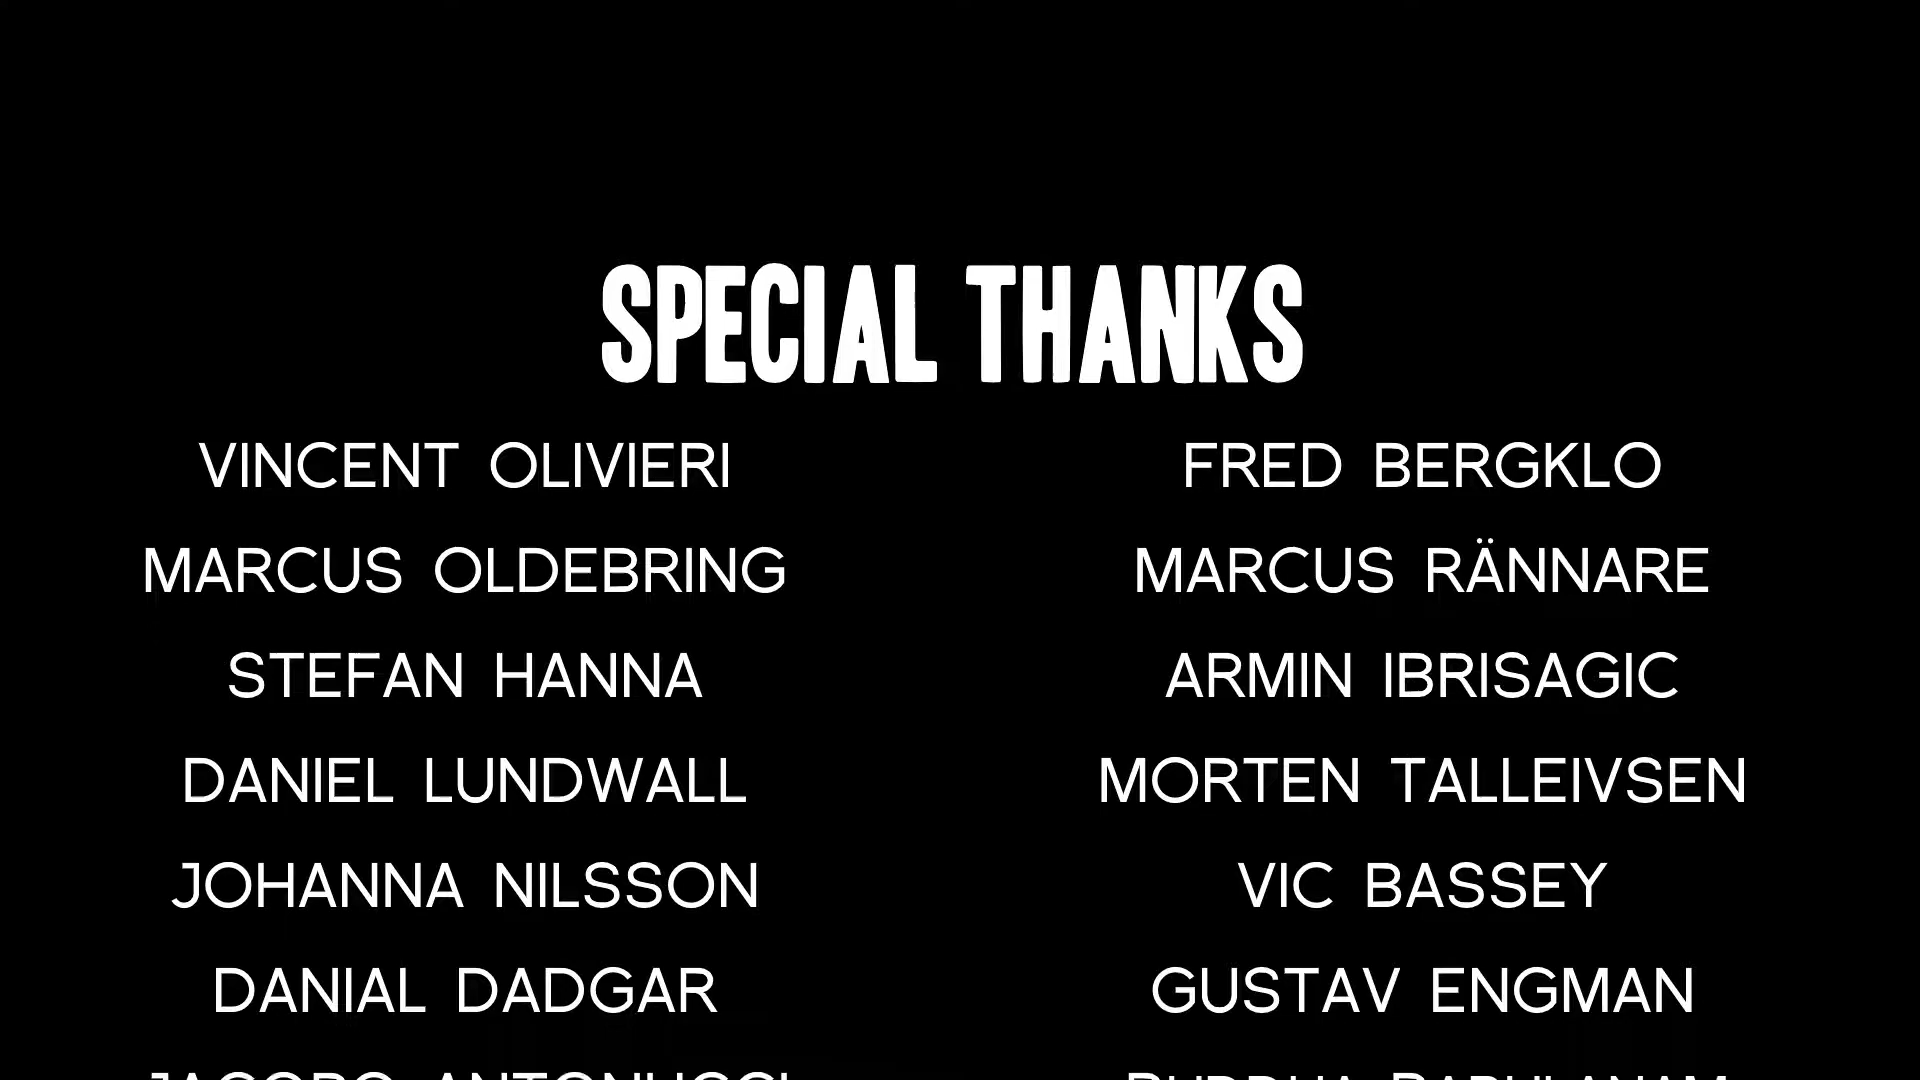 SPECIAL THANKS
VINCENT OLIVIERI FRED BERGKLO
MARCUS OLDEBRING MARCUS RÄNNARE
STEFAN HANNA ARMIN IBRISAGIC
DANIEL LUNDWALL MORTEN TALLEIVSEN
JOHANNA NILSSON VIC BASSEY
DANIAL DADGAR GUSTAV ENGMAN